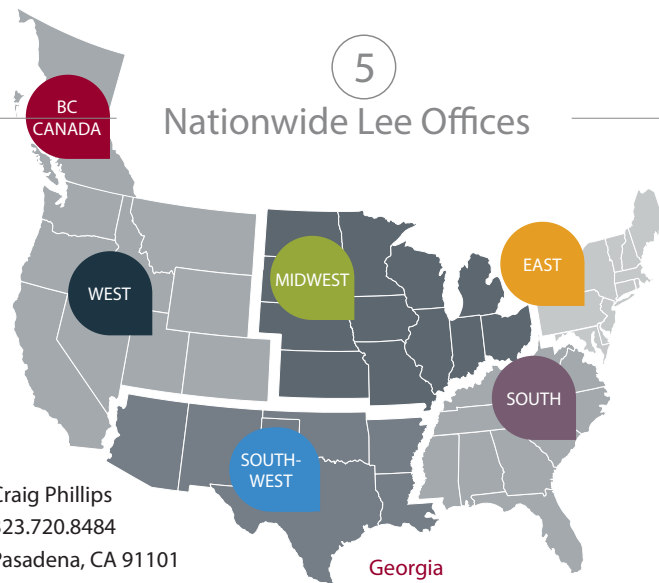 5
Nationwide Lee Offices
BC
CANADA
WEST
MIDWEST
EAST
SOUTH
SOUTH-
WEST
Craig Phillips
323.720.8484
Pasadena, CA 91101
Georgia